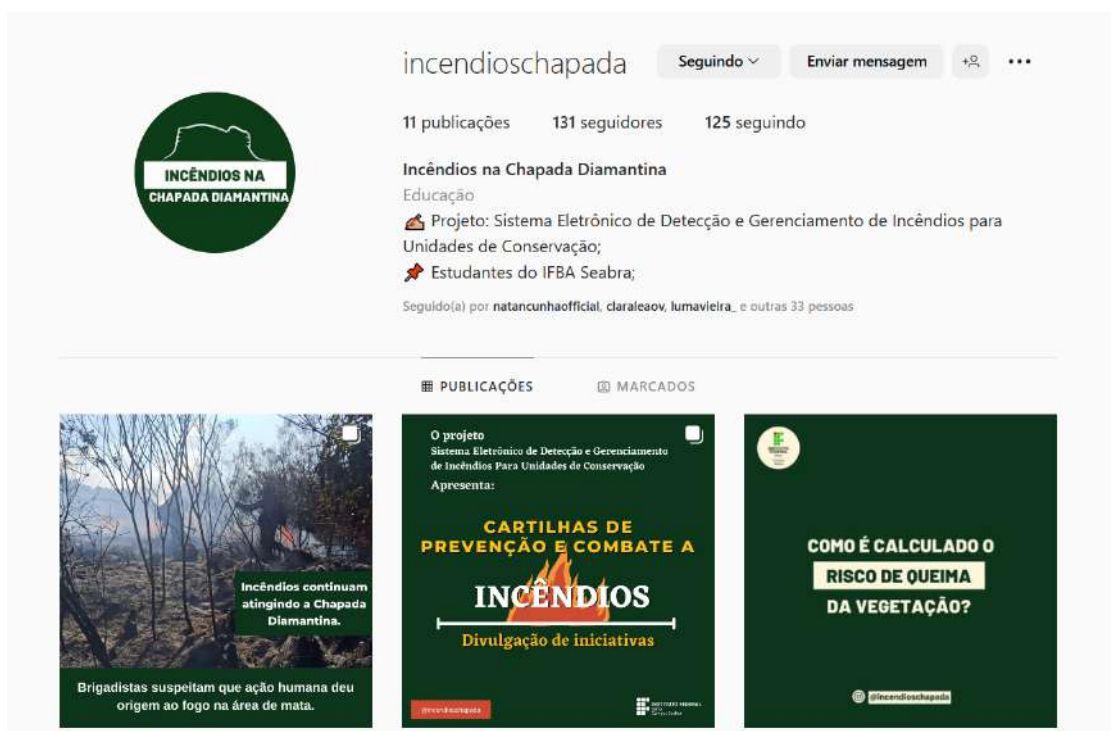 incendioschapada
Seguindo
Enviar mensagem
11 publicações 131 seguidores 125 seguindo
Incêndios na Chapada Diamantina
Educação
✍ Projeto: Sistema Eletrônico de Detecção e Gerenciamento de Incêndios para
Unidades de Conservação;
📌 Estudantes do IFBA Seabra;
Seguido(a) por natancunhaofficial, claraleaov, lumavieira_ e outras 33 pessoas
INCÊNDIOS NA
CHAPADA DIAMANTINA
PUBLICAÇÕES
MARCADOS
Incêndios continuam
atingindo a Chapada
Diamantina.
Brigadistas suspeitam que ação humana deu
origem ao fogo na área de mata.
O projeto
Sistema Eletrônico de Detecção e Gerenciamento
de Incêndios Para Unidades de Conservação
Apresenta:
CARTILHAS DE
PREVENÇÃO E COMBATE A
INCÊNDIOS
Divulgação de iniciativas
@incendioschapada
INSTITUTO FEDERAL
COMO É CALCULADO O
RISCO DE QUEIMA
DA VEGETAÇÃO?
@incendioschapada